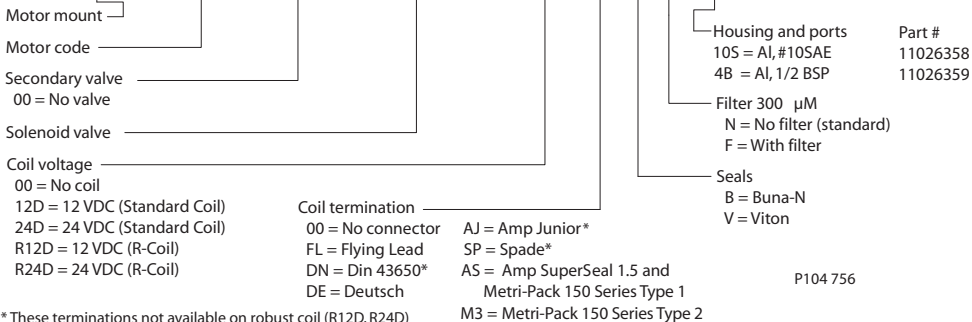 Motor mount
Motor code
Secondary valve
00 = No valve
Solenoid valve
Coil voltage
00 = No coil
12D = 12 VDC (Standard Coil)
24D = 24 VDC (Standard Coil)
R12D = 12 VDC (R-Coil)
R24D = 24 VDC (R-Coil)
* These terminations not available on robust coil (R12D, R24D)
Coil termination
00 = No connector
FL = Flying Lead
DN = Din 43650*
DE = Deutsch
AJ = Amp Junior*
SP = Spade*
AS = Amp SuperSeal 1.5 and
Metri-Pack 150 Series Type 1
M3 = Metri-Pack 150 Series Type 2
Housing and ports Part #
10S = Al, #10SAE 11026358
4B = Al, 1/2 BSP 11026359
Filter 300 µM
N = No filter (standard)
F = With filter
Seals
B = Buna-N
V = Viton
P104 756